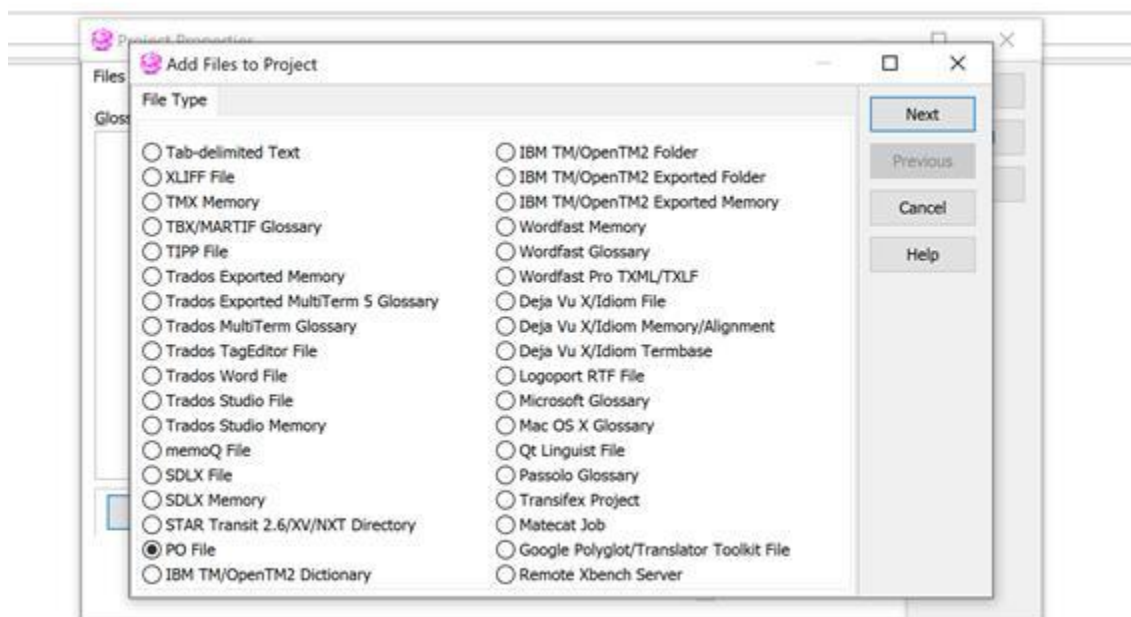 Project Properties
Add Files to Project
Files
File Type
Gloss
Tab-delimited Text
XLIFF File
TMX Memory
TBX/MARTIF Glossary
TIPP File
Trados Exported Memory
Trados Exported MultiTerm 5 Glossary
Trados MultiTerm Glossary
Trados TagEditor File
Trados Word File
Trados Studio File
Trados Studio Memory
memoQ File
SDLX File
SDLX Memory
STAR Transit 2.6/XV/NXT Directory
PO File
IBM TM/OpenTM2 Dictionary
IBM TM/OpenTM2 Folder
IBM TM/OpenTM2 Exported Folder
IBM TM/OpenTM2 Exported Memory
Wordfast Memory
Wordfast Glossary
Wordfast Pro TXML/TXLF
Deja Vu X/Idiom File
Deja Vu X/Idiom Memory/Alignment
Deja Vu X/Idiom Termbase
Logoport RTF File
Microsoft Glossary
Mac OS X Glossary
Qt Linguist File
Passolo Glossary
Transifex Project
Matecat Job
Google Polyglot/Translator Toolkit File
Remote Xbench Server
Next
Previous
Cancel
Help